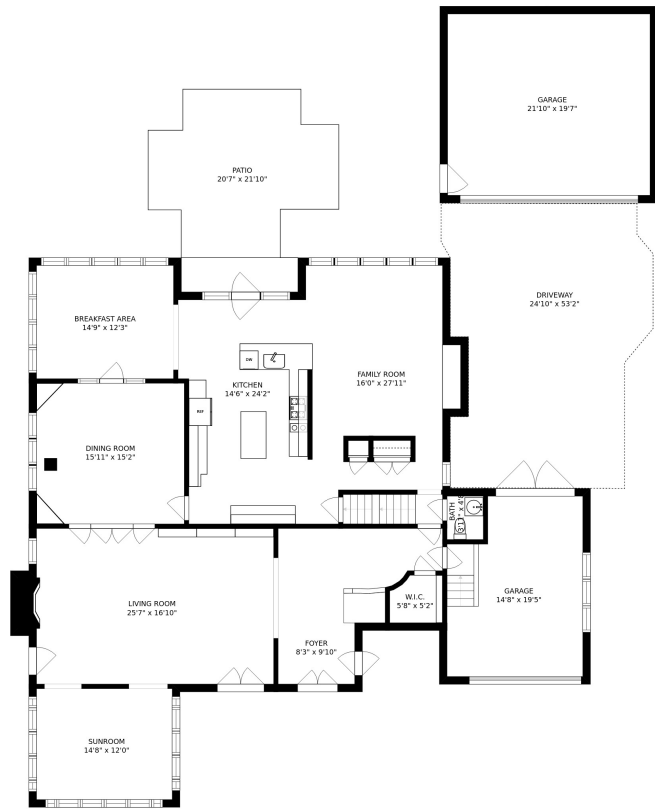 GARAGE
21'10" x 19'7"
PATIO
20'7" x 21'10"
DRIVEWAY
24'10" x 53'2"
BREAKFAST AREA
14'9" x 12'3"
DW
FAMILY ROOM
16'0" x 27'11"
KITCHEN
14'6" x 24'2"
REF
DINING ROOM
15'11" x 15'2"
BATH
GARAGE
14'8" x 19'5"
LIVING ROOM
25'7" x 16'10"
W.I.C.
5'8" x 5'2"
FOYER
8'3" x 9'10"
SUNROOM
14'8" x 12'0"